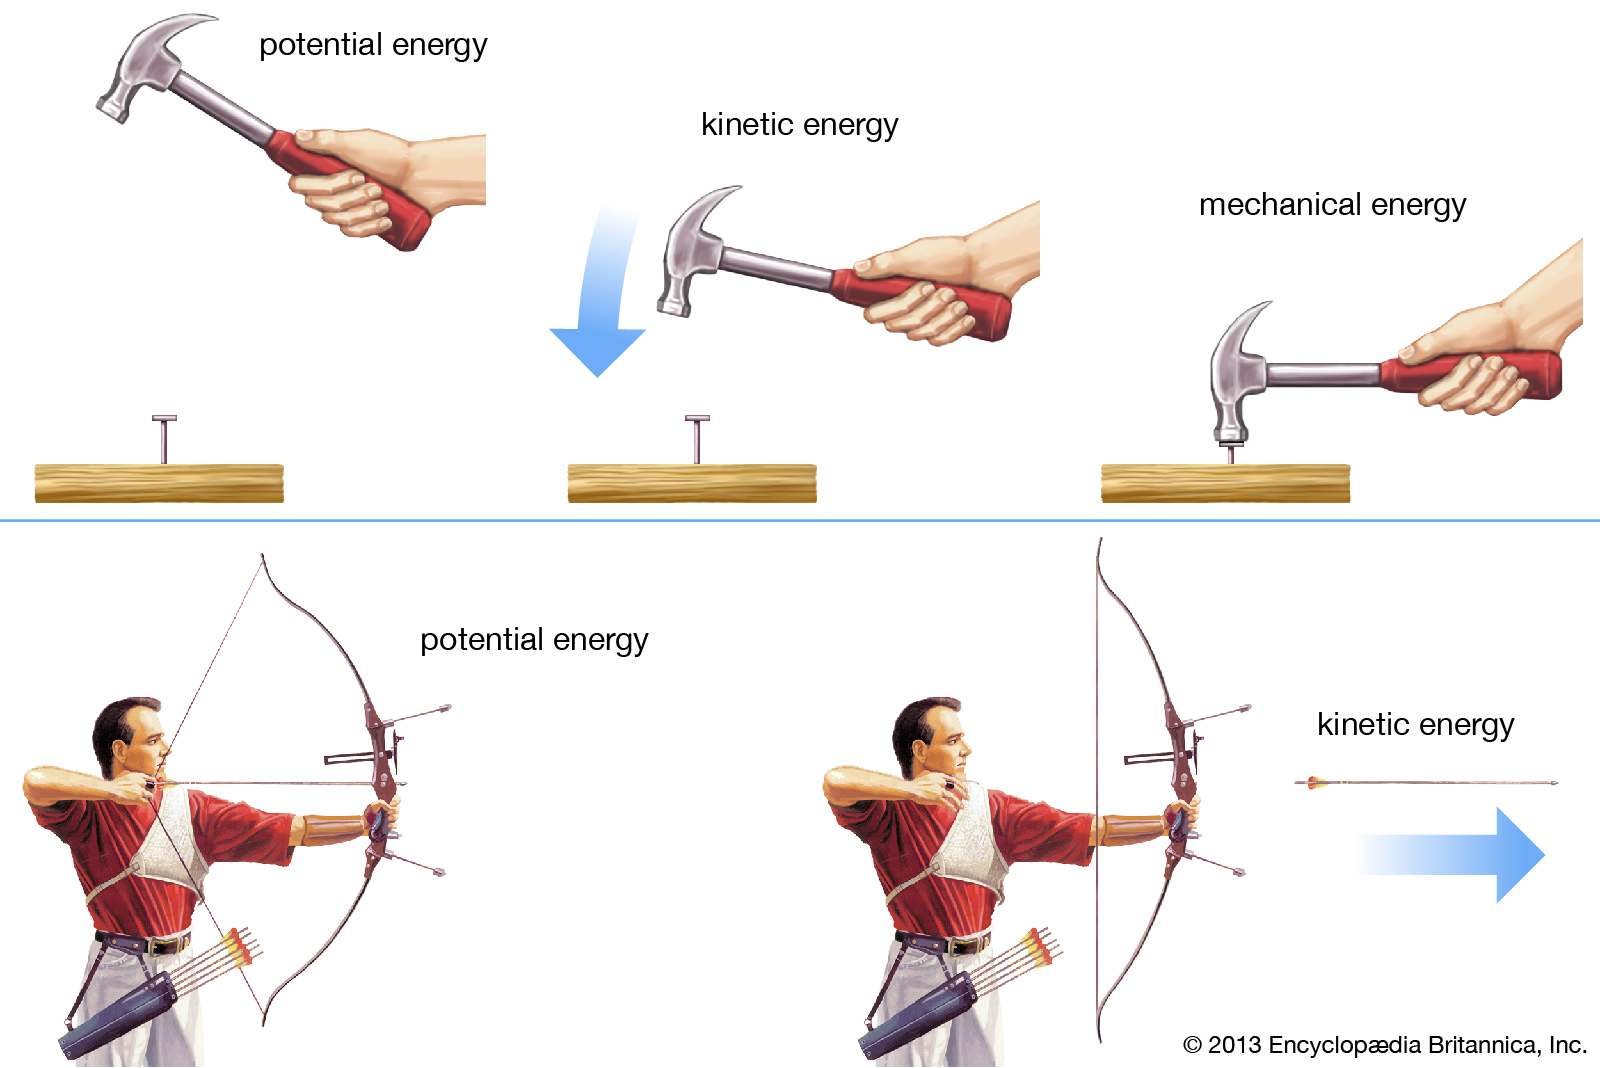 potential energy
kinetic energy
mechanical energy
potential energy
kinetic energy
© 2013 Encyclopædia Britannica, Inc.